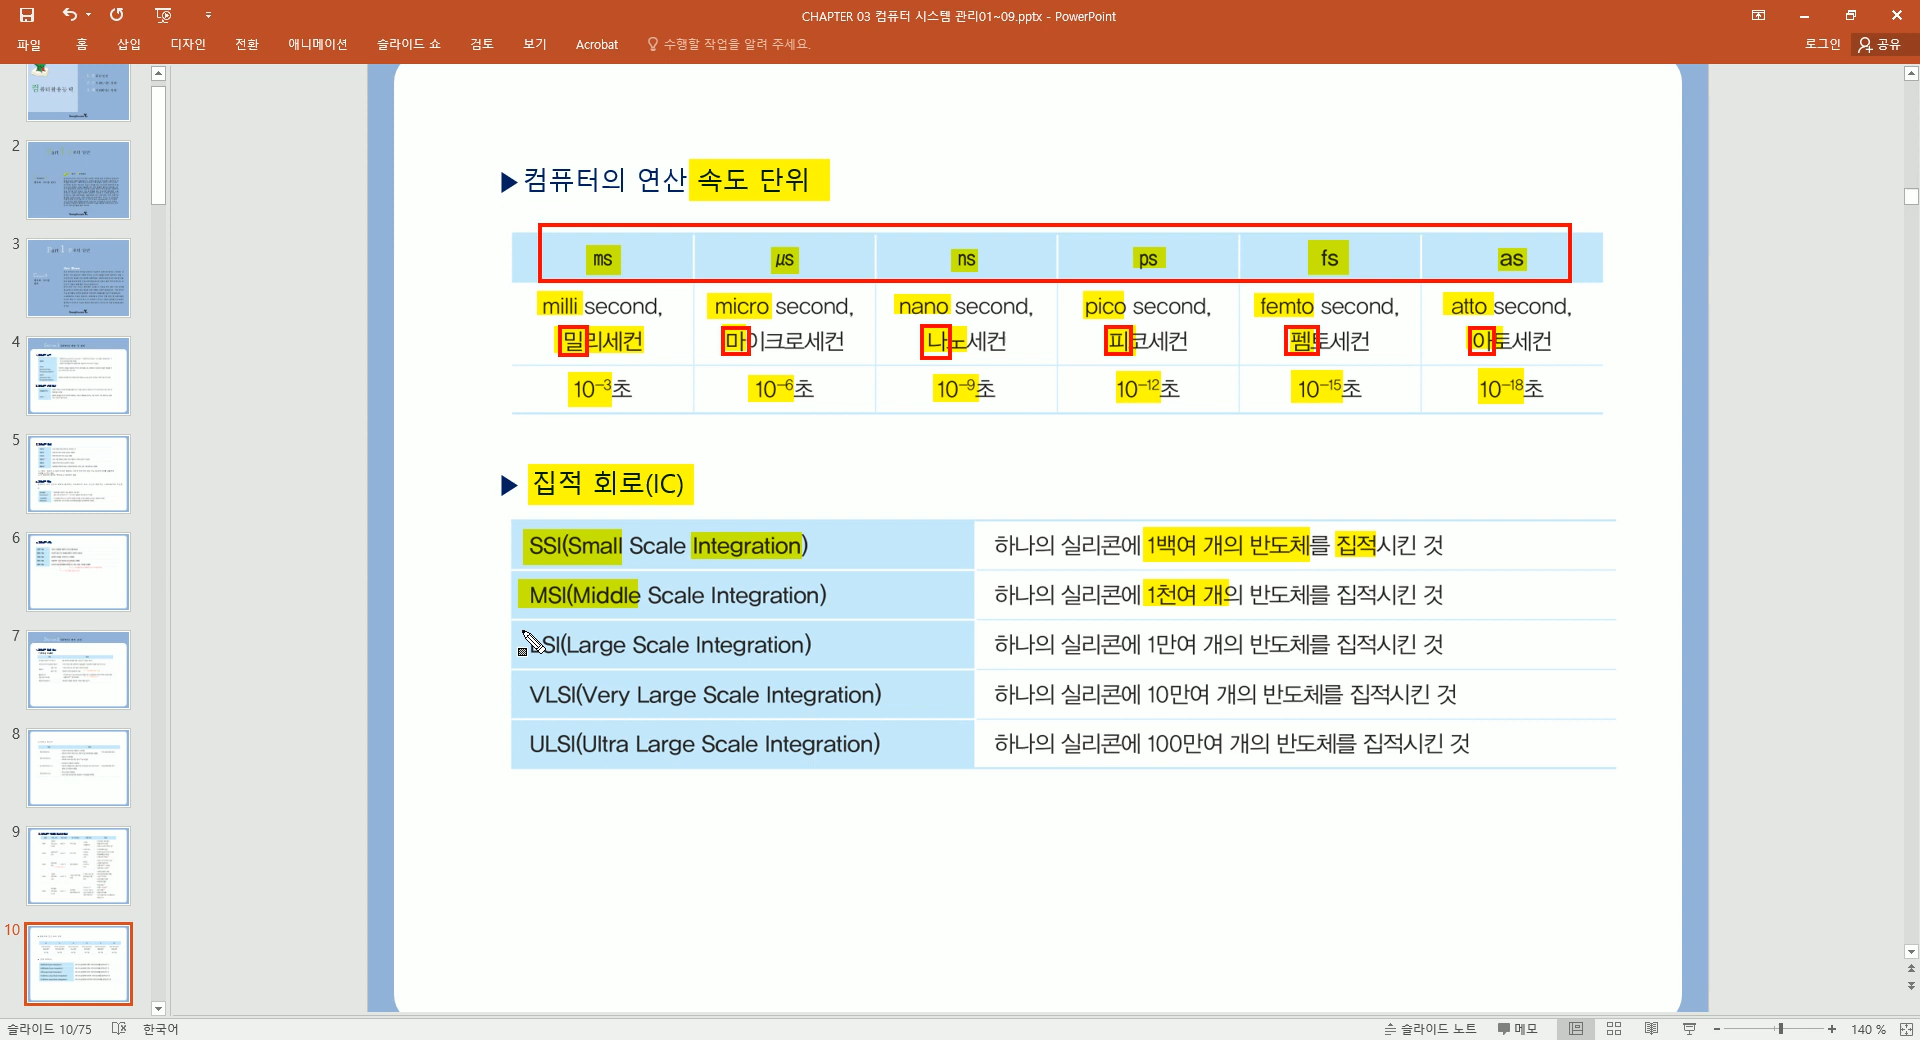 CHAPTER 03 컴퓨터 시스템 관리01~09.pptx - PowerPoint
파일 홈 삽입 디자인 전환 애니메이션 슬라이드 쇼 검토 보기 Acrobat 수행할 작업을 알려 주세요. 로그인 공유
2
3
4
5
6
7
8
9
10
▶컴퓨터의 연산 속도 단위
ms μs ns ps fs as
milli second, micro second, nano second, pico second, femto second, atto second,
밀리세컨 마이크로세컨 나노세컨 피코세컨 펨토세컨 아토세컨
10⁻³초 10⁻⁶초 10⁻⁹초 10⁻¹²초 10⁻¹⁵초 10⁻¹⁸초
▶ 집적 회로(IC)
SSI(Small Scale Integration) 하나의 실리콘에 1백여 개의 반도체를 집적시킨 것
MSI(Middle Scale Integration) 하나의 실리콘에 1천여 개의 반도체를 집적시킨 것
LSI(Large Scale Integration) 하나의 실리콘에 1만여 개의 반도체를 집적시킨 것
VLSI(Very Large Scale Integration) 하나의 실리콘에 10만여 개의 반도체를 집적시킨 것
ULSI(Ultra Large Scale Integration) 하나의 실리콘에 100만여 개의 반도체를 집적시킨 것
슬라이드 10/75 한국어 슬라이드 노트 메모 140 %